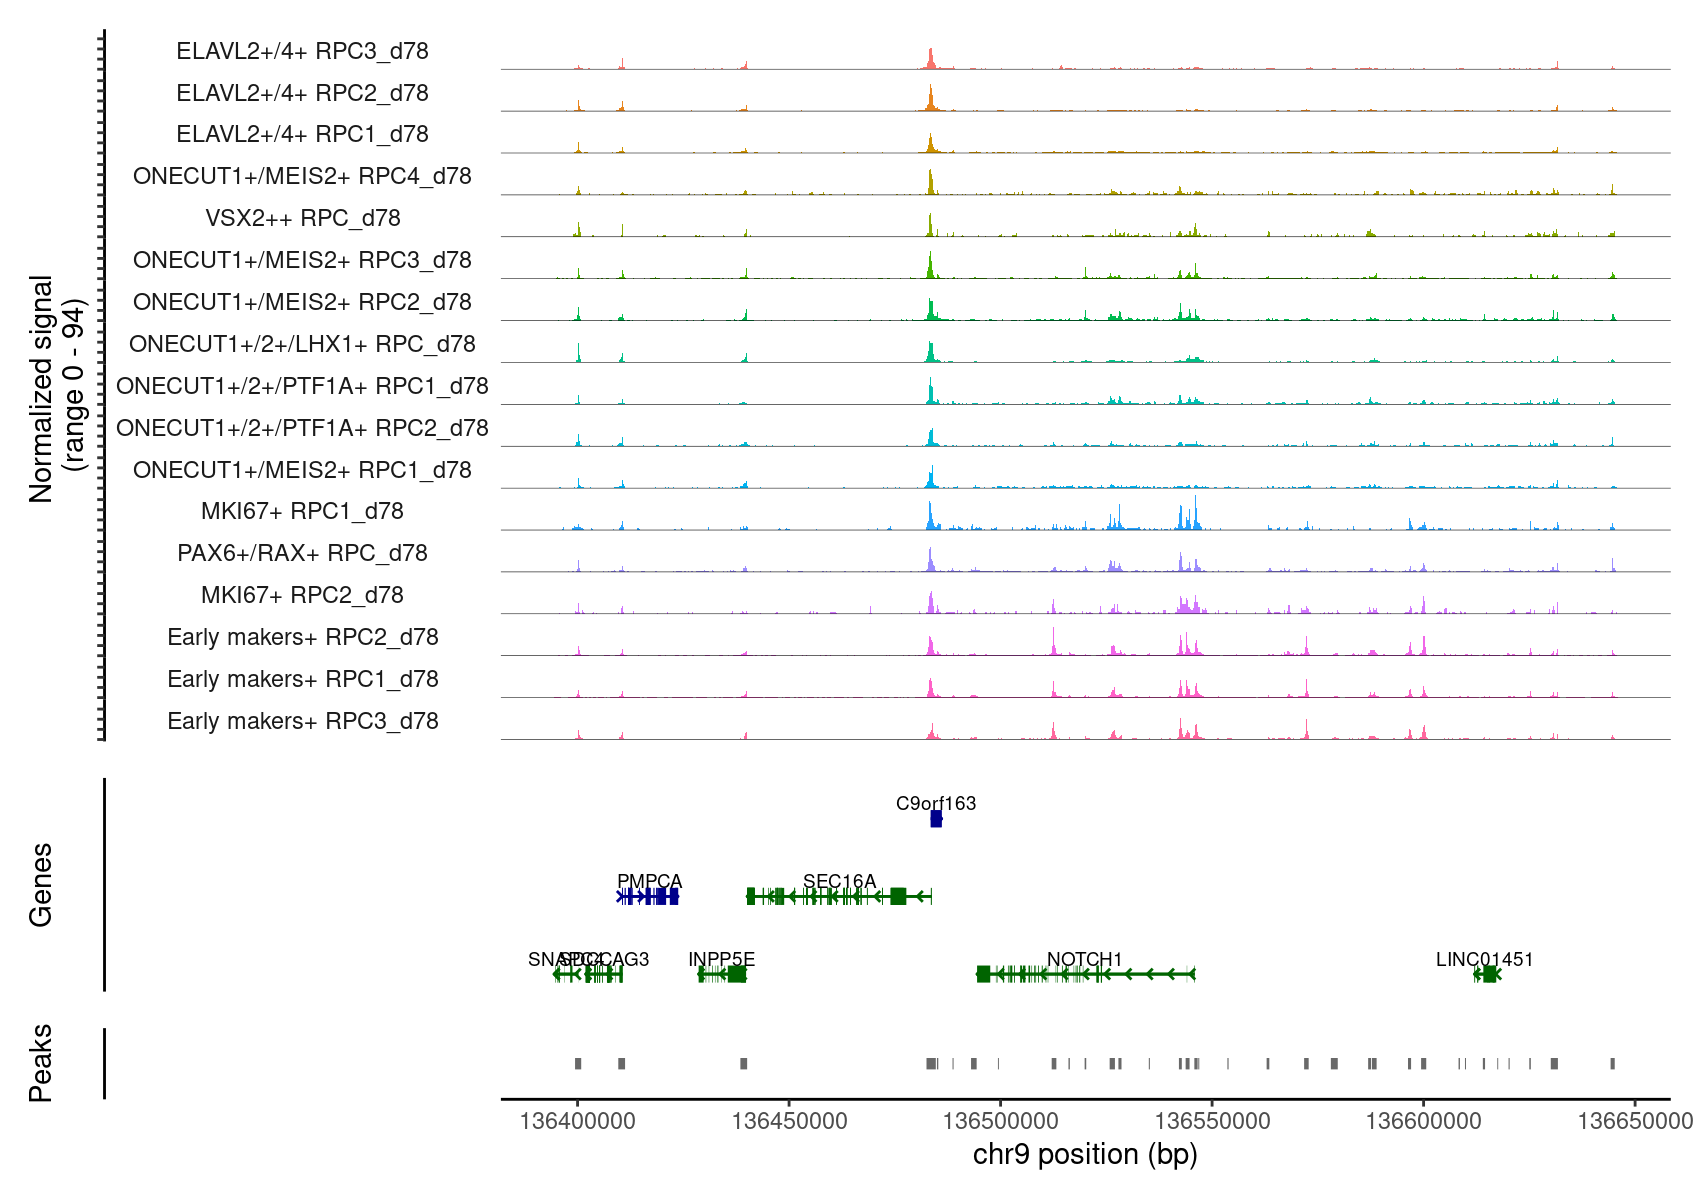 Normalized signal
(range 0 - 94)
ELAVL2+/4+ RPC3_d78
ELAVL2+/4+ RPC2_d78
ELAVL2+/4+ RPC1_d78
ONECUT1+/MEIS2+ RPC4_d78
VSX2++ RPC_d78
ONECUT1+/MEIS2+ RPC3_d78
ONECUT1+/MEIS2+ RPC2_d78
ONECUT1+/2+/LHX1+ RPC_d78
ONECUT1+/2+/PTF1A+ RPC1_d78
ONECUT1+/2+/PTF1A+ RPC2_d78
ONECUT1+/MEIS2+ RPC1_d78
MKI67+ RPC1_d78
PAX6+/RAX+ RPC_d78
MKI67+ RPC2_d78
Early makers+ RPC2_d78
Early makers+ RPC1_d78
Early makers+ RPC3_d78
Genes
C9orf163
PMPCA SEC16A
INPP5E NOTCH1 LINC01451
Peaks
136400000 136450000 136500000 136550000 136600000 136650000
chr9 position (bp)